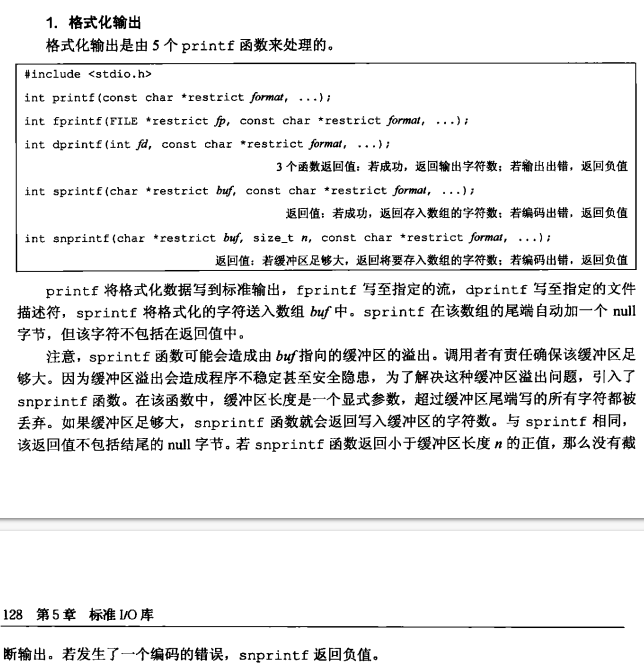 1. 格式化输出
格式化输出是由 5 个 printf 函数来处理的。
#include <stdio.h>
int printf(const char *restrict format, ...);
int fprintf(FILE *restrict fp, const char *restrict format, ...);
int dprintf(int fd, const char *restrict format, ...);
3 个函数返回值：若成功，返回输出字符数；若输出出错，返回负值
int sprintf(char *restrict buf, const char *restrict format, ...);
返回值：若成功，返回存入数组的字符数；若编码出错，返回负值
int snprintf(char *restrict buf, size_t n, const char *restrict format, ...);
返回值：若缓冲区足够大，返回将要存入数组的字符数；若编码出错，返回负值
printf 将格式化数据写到标准输出，fprintf 写至指定的流，dprintf 写至指定的文件
描述符，sprintf 将格式化的字符送入数组 buf 中。sprintf 在该数组的尾端自动加一个 null
字节，但该字符不包括在返回值中。
注意，sprintf 函数可能会造成由 buf 指向的缓冲区的溢出。调用者有责任确保该缓冲区足
够大。因为缓冲区溢出会造成程序不稳定甚至安全隐患，为了解决这种缓冲区溢出问题，引入了
snprintf 函数。在该函数中，缓冲区长度是一个显式参数，超过缓冲区尾端写的所有字符都被
丢弃。如果缓冲区足够大，snprintf 函数就会返回写入缓冲区的字符数。与 sprintf 相同，
该返回值不包括结尾的 null 字节。若 snprintf 函数返回小于缓冲区长度 n 的正值，那么没有截
128 第 5 章 标准 I/O 库
断输出。若发生了一个编码的错误，snprintf 返回负值。